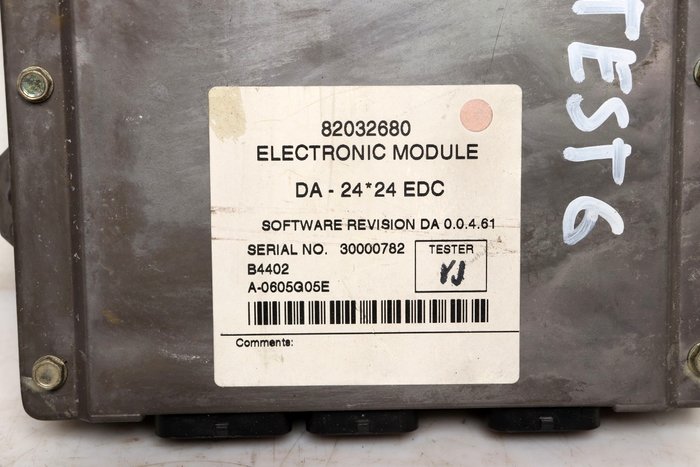 82032680
ELECTRONIC MODULE
DA - 24*24 EDC
SOFTWARE REVISION DA 0.0.4.61
SERIAL NO. 30000782
TESTER
B4402
A-0605G05E
Comments:
TEST 6